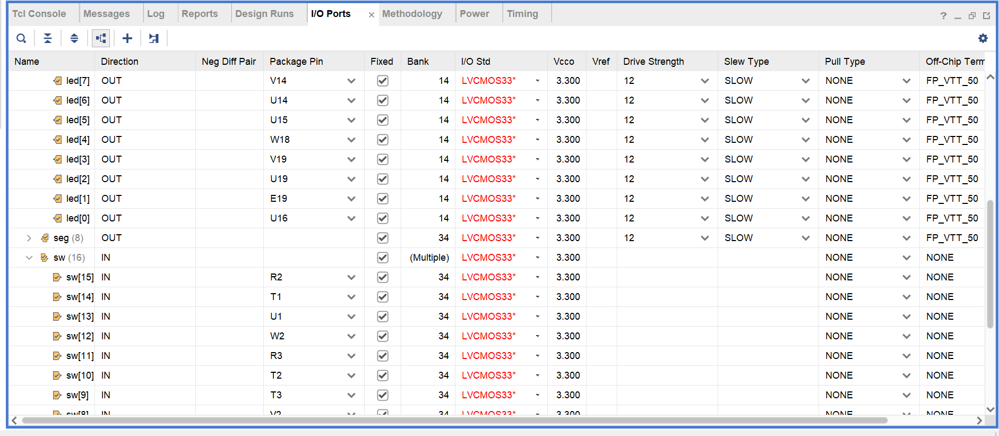 Tcl Console Messages Log Reports Design Runs I/O Ports × Methodology Power Timing ?
Name Direction Neg Diff Pair Package Pin Fixed Bank I/O Std Vcco Vref Drive Strength Slew Type Pull Type Off-Chip Term
led[7] OUT V14 14 LVCMOS33* 3.300 12 SLOW NONE FP_VTT_50
led[6] OUT U14 14 LVCMOS33* 3.300 12 SLOW NONE FP_VTT_50
led[5] OUT U15 14 LVCMOS33* 3.300 12 SLOW NONE FP_VTT_50
led[4] OUT W18 14 LVCMOS33* 3.300 12 SLOW NONE FP_VTT_50
led[3] OUT V19 14 LVCMOS33* 3.300 12 SLOW NONE FP_VTT_50
led[2] OUT U19 14 LVCMOS33* 3.300 12 SLOW NONE FP_VTT_50
led[1] OUT E19 14 LVCMOS33* 3.300 12 SLOW NONE FP_VTT_50
led[0] OUT U16 14 LVCMOS33* 3.300 12 SLOW NONE FP_VTT_50
seg (8) OUT 34 LVCMOS33* 3.300 12 SLOW NONE FP_VTT_50
sw (16) IN (Multiple) LVCMOS33* 3.300 NONE NONE
sw[15] IN R2 34 LVCMOS33* 3.300 NONE NONE
sw[14] IN T1 34 LVCMOS33* 3.300 NONE NONE
sw[13] IN U1 34 LVCMOS33* 3.300 NONE NONE
sw[12] IN W2 34 LVCMOS33* 3.300 NONE NONE
sw[11] IN R3 34 LVCMOS33* 3.300 NONE NONE
sw[10] IN T2 34 LVCMOS33* 3.300 NONE NONE
sw[9] IN T3 34 LVCMOS33* 3.300 NONE NONE
sw[8] IN V2 34 LVCMOS33* 3.300 NONE NONE